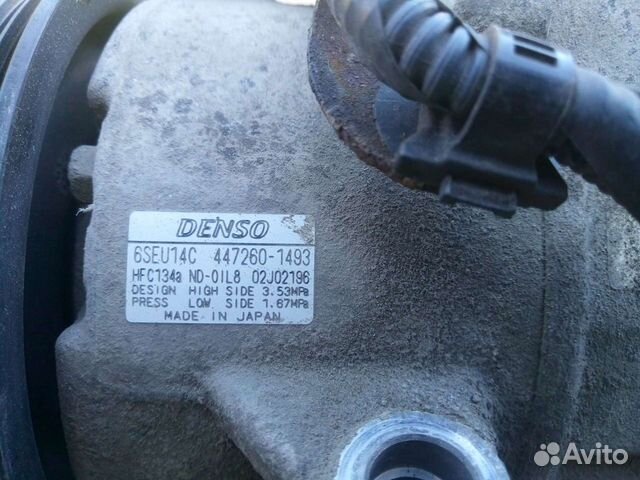 DENSO
6SEU14C 447260-1493
HFC134a ND-OIL8 02J02196
DESIGN HIGH SIDE 3.53MPa
PRESS LOW SIDE 1.67MPa
MADE IN JAPAN
Avito